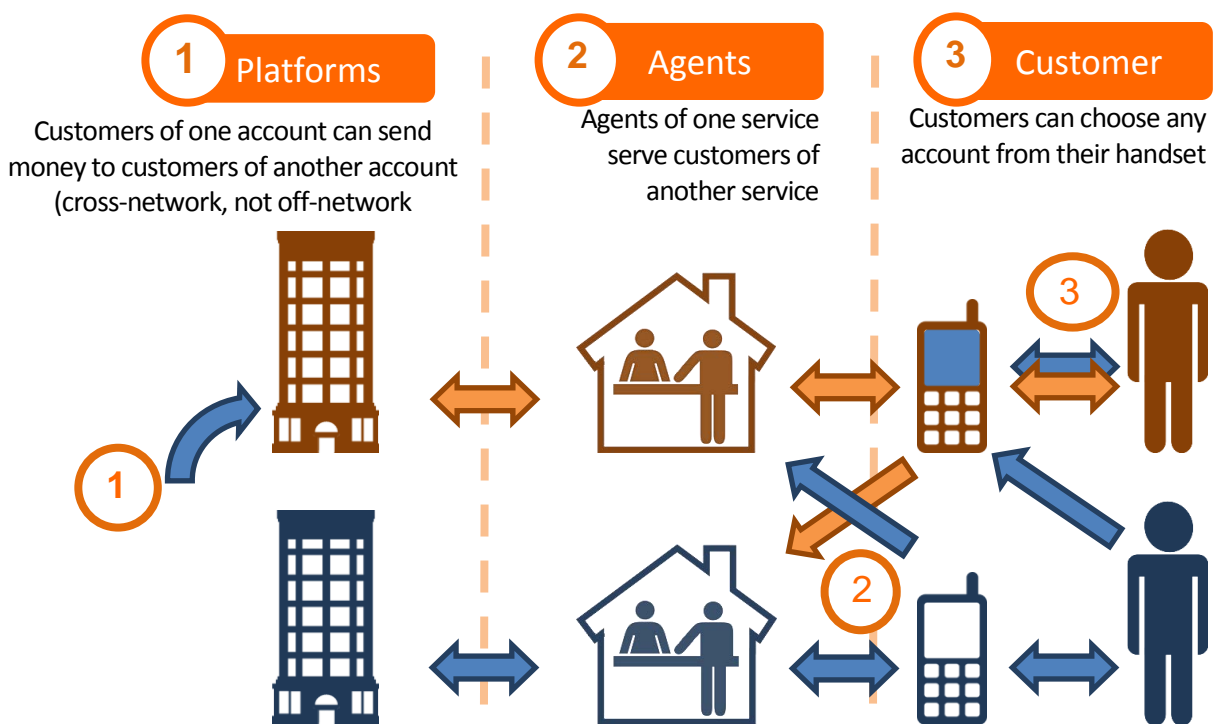 1
Platforms
Customers of one account can send
money to customers of another account
(cross-network, not off-network
2
Agents
Agents of one service
serve customers of
another service
3
Customer
Customers can choose any
account from their handset
3
1
2